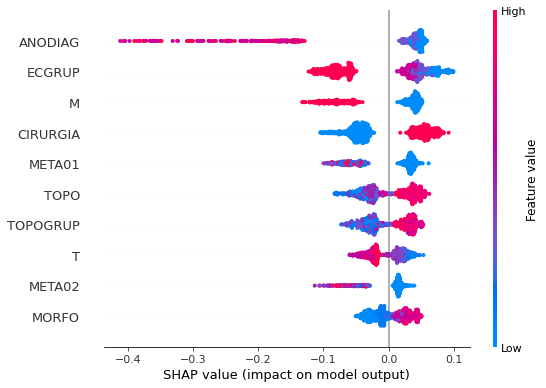 High
ANODIAG
ECGRUP
M
CIRURGIA
META01
TOPO
TOPOGRUP
T
META02
MORFO
Feature value
Low
−0.4 −0.3 −0.2 −0.1 0.0 0.1
SHAP value (impact on model output)